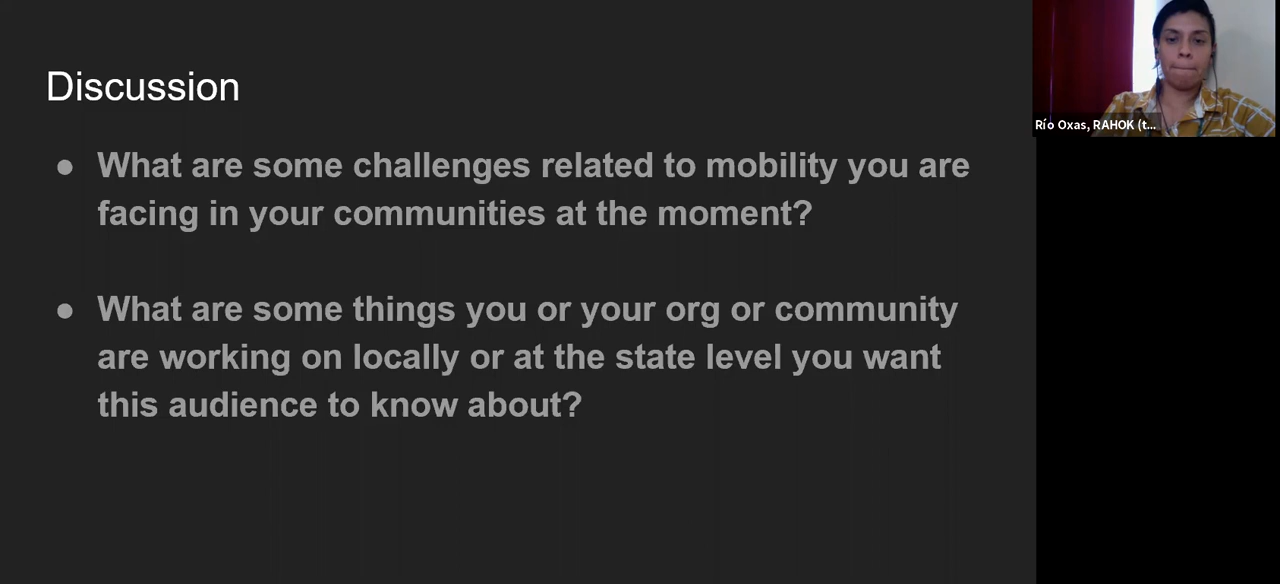 Discussion
● What are some challenges related to mobility you are
facing in your communities at the moment?
● What are some things you or your org or community
are working on locally or at the state level you want
this audience to know about?
Río Oxas, RAHOK (t...